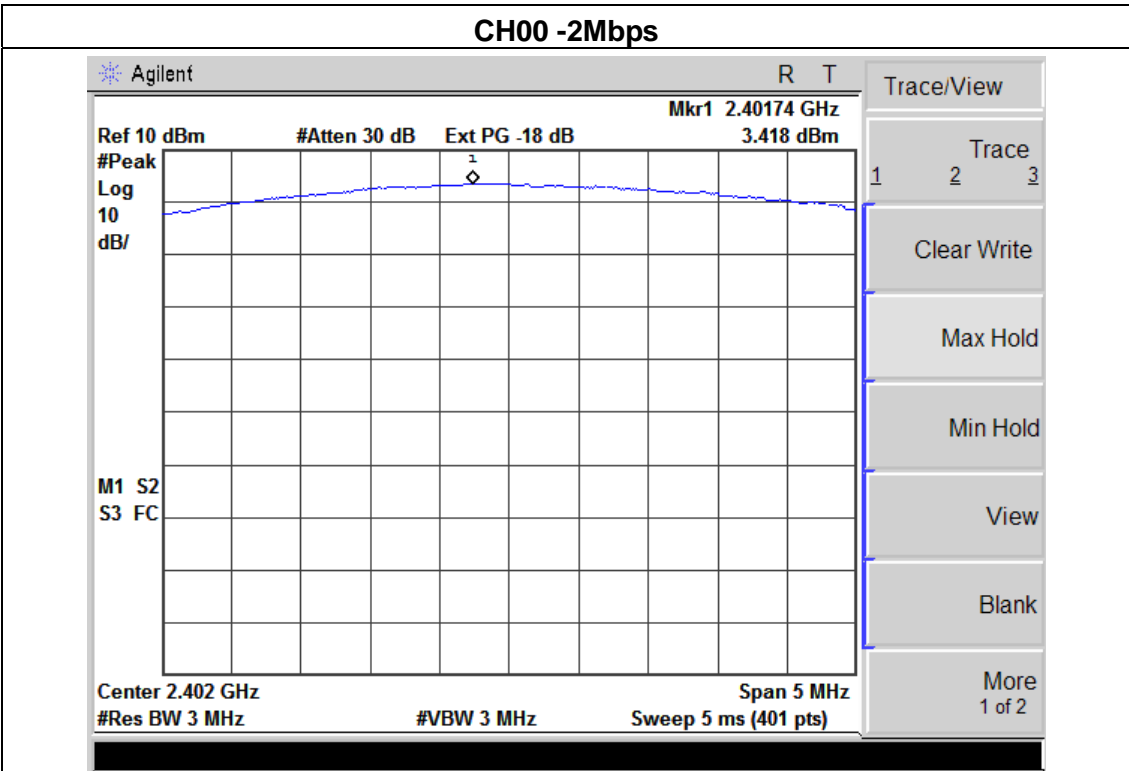 CH00 -2Mbps
Agilent R T
Mkr1 2.40174 GHz
Ref 10 dBm #Atten 30 dB Ext PG -18 dB 3.418 dBm
#Peak
Log
10
dB/
1
M1 S2
S3 FC
Center 2.402 GHz Span 5 MHz
#Res BW 3 MHz #VBW 3 MHz Sweep 5 ms (401 pts)
Trace/View
Trace
1 2 3
Clear Write
Max Hold
Min Hold
View
Blank
More
1 of 2